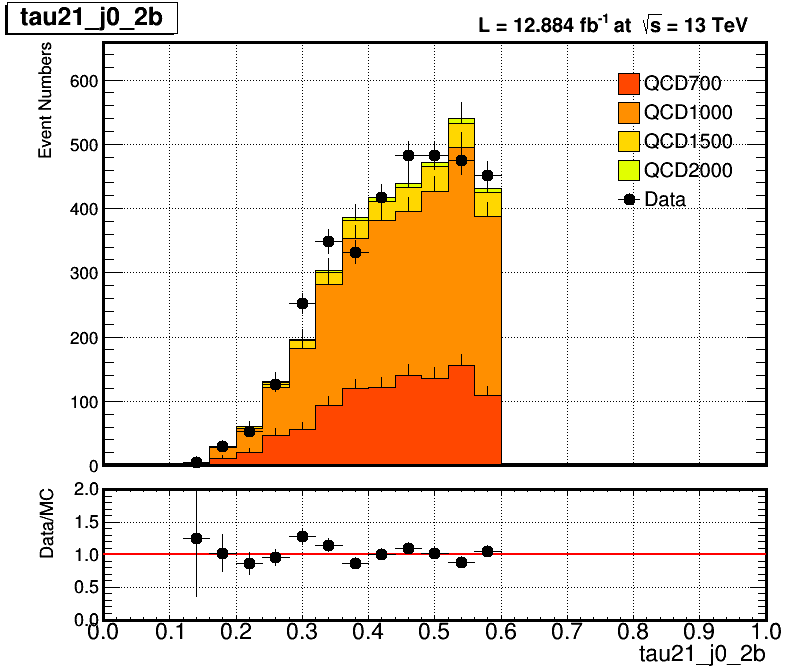 tau21_j0_2b
L = 12.884 fb⁻¹ at √s = 13 TeV
Event Numbers
600
500
400
300
200
100
0
QCD700
QCD1000
QCD1500
QCD2000
Data
Data/MC
2.0
1.5
1.0
0.5
0.0
0.0 0.1 0.2 0.3 0.4 0.5 0.6 0.7 0.8 0.9 1.0
tau21_j0_2b